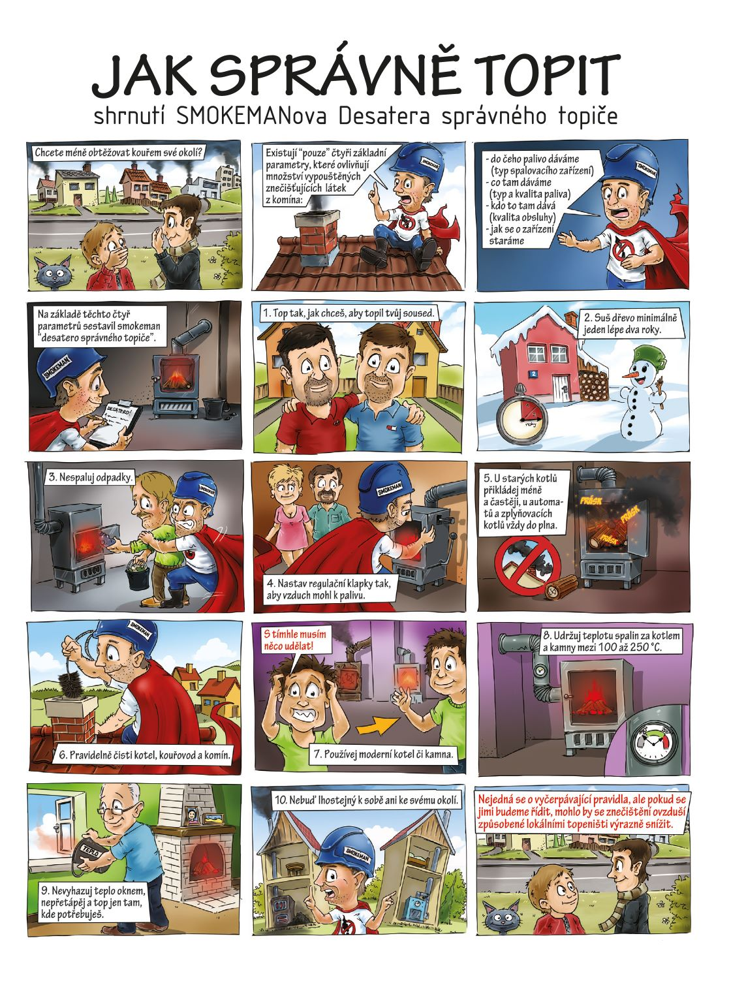 JAK SPRÁVNĚ TOPIT
shrnutí SMOKEMANova Desatera správného topiče
Chcete méně obtěžovat kouřem své okolí?
Existují “pouze” čtyři základní
parametry, které ovlivňují
množství vypouštěných
znečišťujících látek
z komína:
SMOKEMAN
- do čeho palivo dáváme
(typ spalovacího zařízení)
- co tam dáváme
(typ a kvalita paliva)
- kdo to tam dává
(kvalita obsluhy)
- jak se o zařízení
staráme
SMOKEMAN
Na základě těchto čtyř
parametrů sestavil smokeman
“desatero správného topiče”.
SMOKEMAN
DESATERO!
1. Top tak, jak chceš, aby topil tvůj soused.
2. Suš dřevo minimálně
jeden lépe dva roky.
2
roky
3. Nespaluj odpadky.
SMOKEMAN
SMOKEMAN
4. Nastav regulační klapky tak,
aby vzduch mohl k palivu.
5. U starých kotlů
přikládej méně
a častěji, u automa-
tů a zplyňovacích
kotlů vždy do plna.
PRÁSK
PRÁSK
PRÁSK
SMOKEMAN
6. Pravidelně čisti kotel, kouřovod a komín.
S tímhle musím
něco udělat!
7. Používej moderní kotel či kamna.
8. Udržuj teplotu spalin za kotlem
a kamny mezi 100 až 250 °C.
TEPLO
9. Nevyhazuj teplo oknem,
nepřetápěj a top jen tam,
kde potřebuješ.
10. Nebuď lhostejný k sobě ani ke svému okolí.
SMOKEMAN
Nejedná se o vyčerpávající pravidla, ale pokud se
jimi budeme řídit, mohlo by se znečištění ovzduší
způsobené lokálními topeništi výrazně snížit.